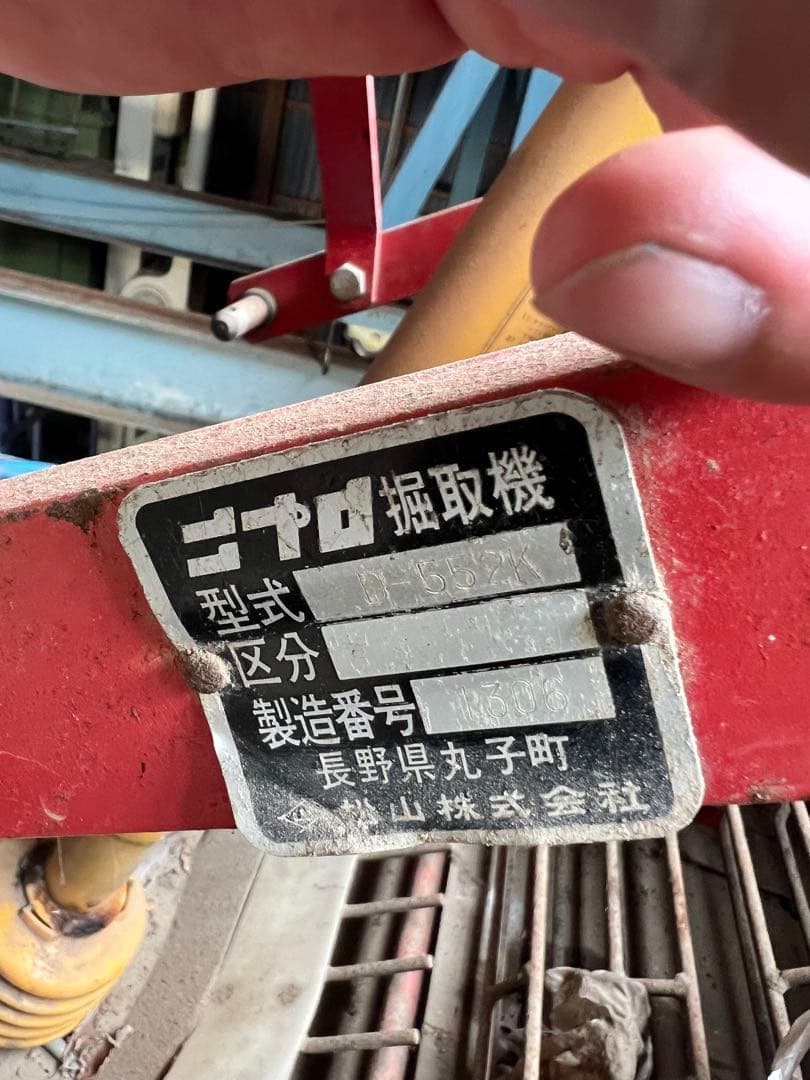 ニプロ掘取機
型式 D-552K
区分
製造番号 1306
長野県丸子町
松山株式会社